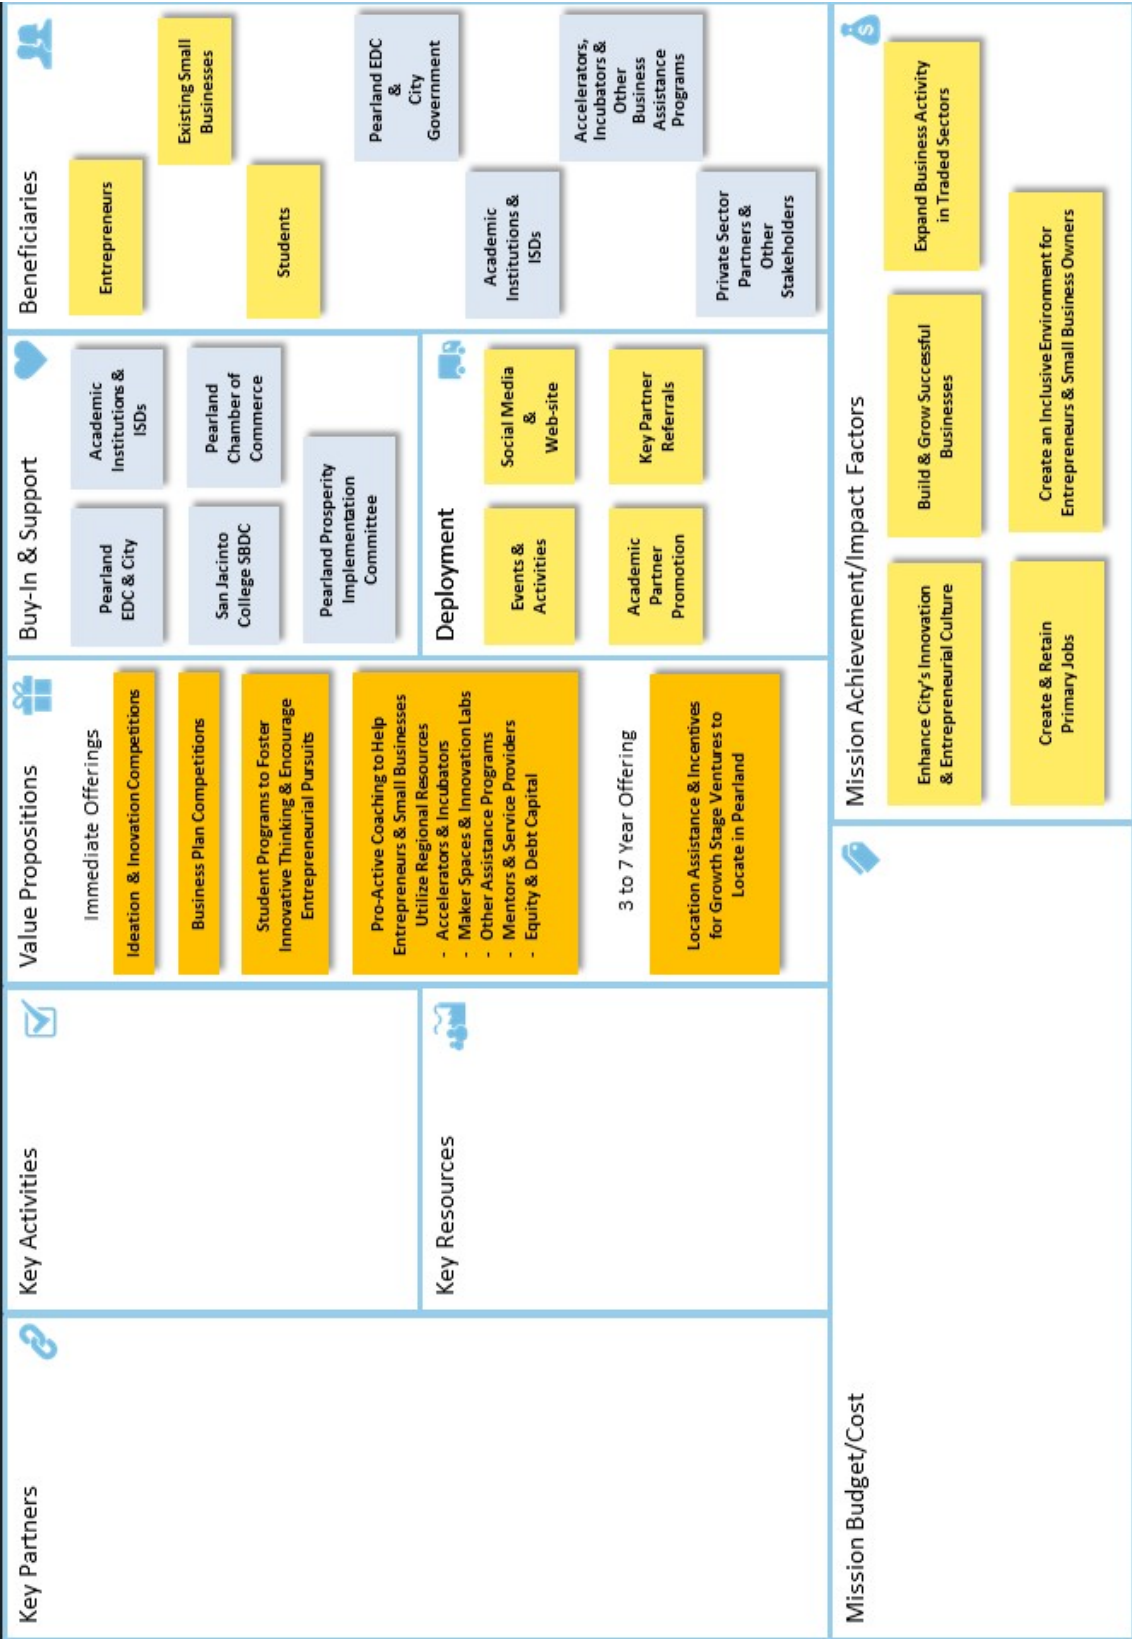 Key Partners
Key Activities
Key Resources
Value Propositions
Immediate Offerings
Ideation & Inovation Competitions
Business Plan Competitions
Student Programs to Foster
Innovative Thinking & Encourage
Entrepreneurial Pursuits
Pro-Active Coaching to Help
Entrepreneurs & Small Businesses
Utilize Regional Resources
- Accelerators & Incubators
- Maker Spaces & Innovation Labs
- Other Assistance Programs
- Mentors & Service Providers
- Equity & Debt Capital
3 to 7 Year Offering
Location Assistance & Incentives
for Growth Stage Ventures to
Locate in Pearland
Buy-In & Support
Pearland
EDC & City
Academic
Institutions &
ISDs
San Jacinto
College SBDC
Pearland
Chamber of
Commerce
Pearland Prosperity
Implementation
Committee
Deployment
Events &
Activities
Social Media
&
Web-site
Academic
Partner
Promotion
Key Partner
Referrals
Beneficiaries
Entrepreneurs
Existing Small
Businesses
Students
Pearland EDC
&
City
Government
Academic
Institutions &
ISDs
Accelerators,
Incubators &
Other
Business
Assistance
Programs
Private Sector
Partners &
Other
Stakeholders
Mission Budget/Cost
Mission Achievement/Impact Factors
Enhance City's Innovation
& Entrepreneurial Culture
Build & Grow Successful
Businesses
Expand Business Activity
in Traded Sectors
Create & Retain
Primary Jobs
Create an Inclusive Environment for
Entrepreneurs & Small Business Owners